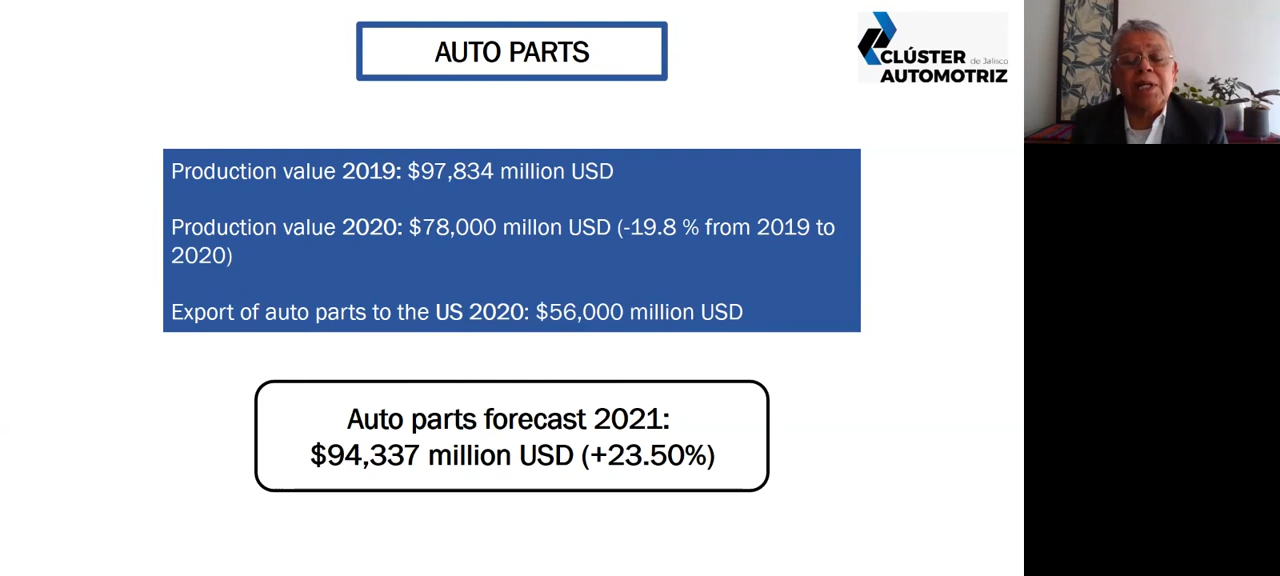 AUTO PARTS
CLÚSTER de Jalisco
AUTOMOTRIZ
Production value 2019: $97,834 million USD
Production value 2020: $78,000 millon USD (-19.8 % from 2019 to
2020)
Export of auto parts to the US 2020: $56,000 million USD
Auto parts forecast 2021:
$94,337 million USD (+23.50%)